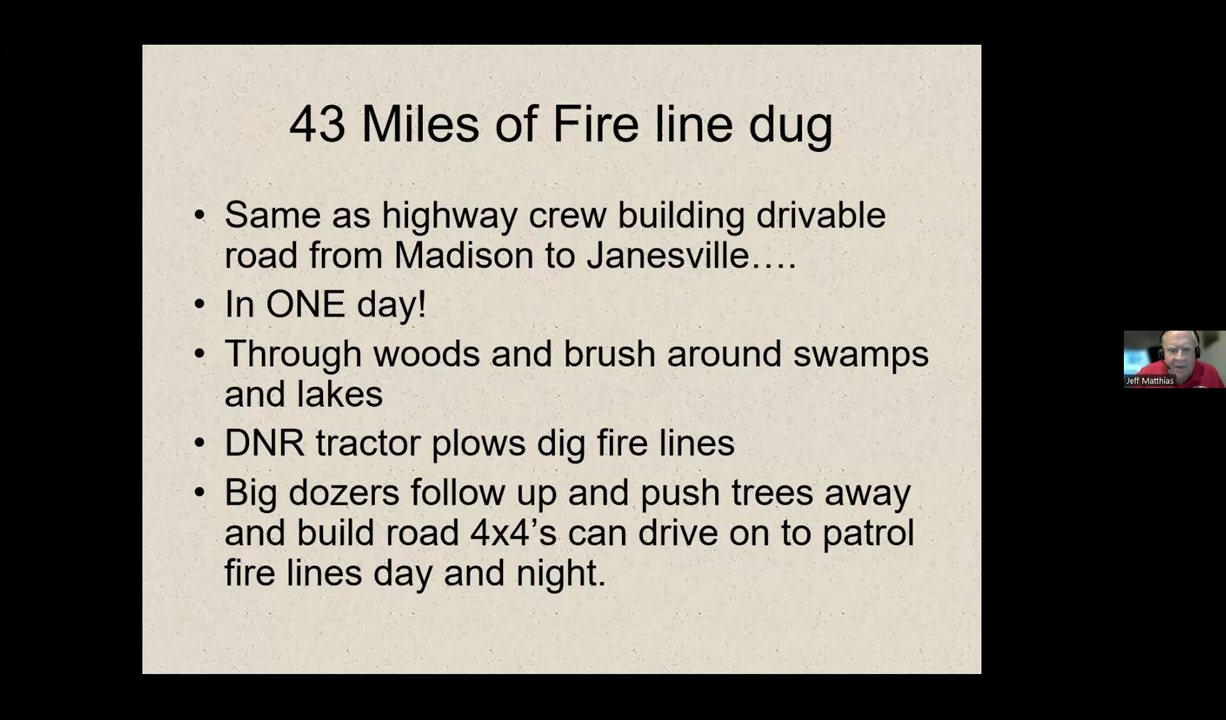 43 Miles of Fire line dug
• Same as highway crew building drivable
road from Madison to Janesville….
• In ONE day!
• Through woods and brush around swamps
and lakes
• DNR tractor plows dig fire lines
• Big dozers follow up and push trees away
and build road 4x4’s can drive on to patrol
fire lines day and night.
Jeff Matthias